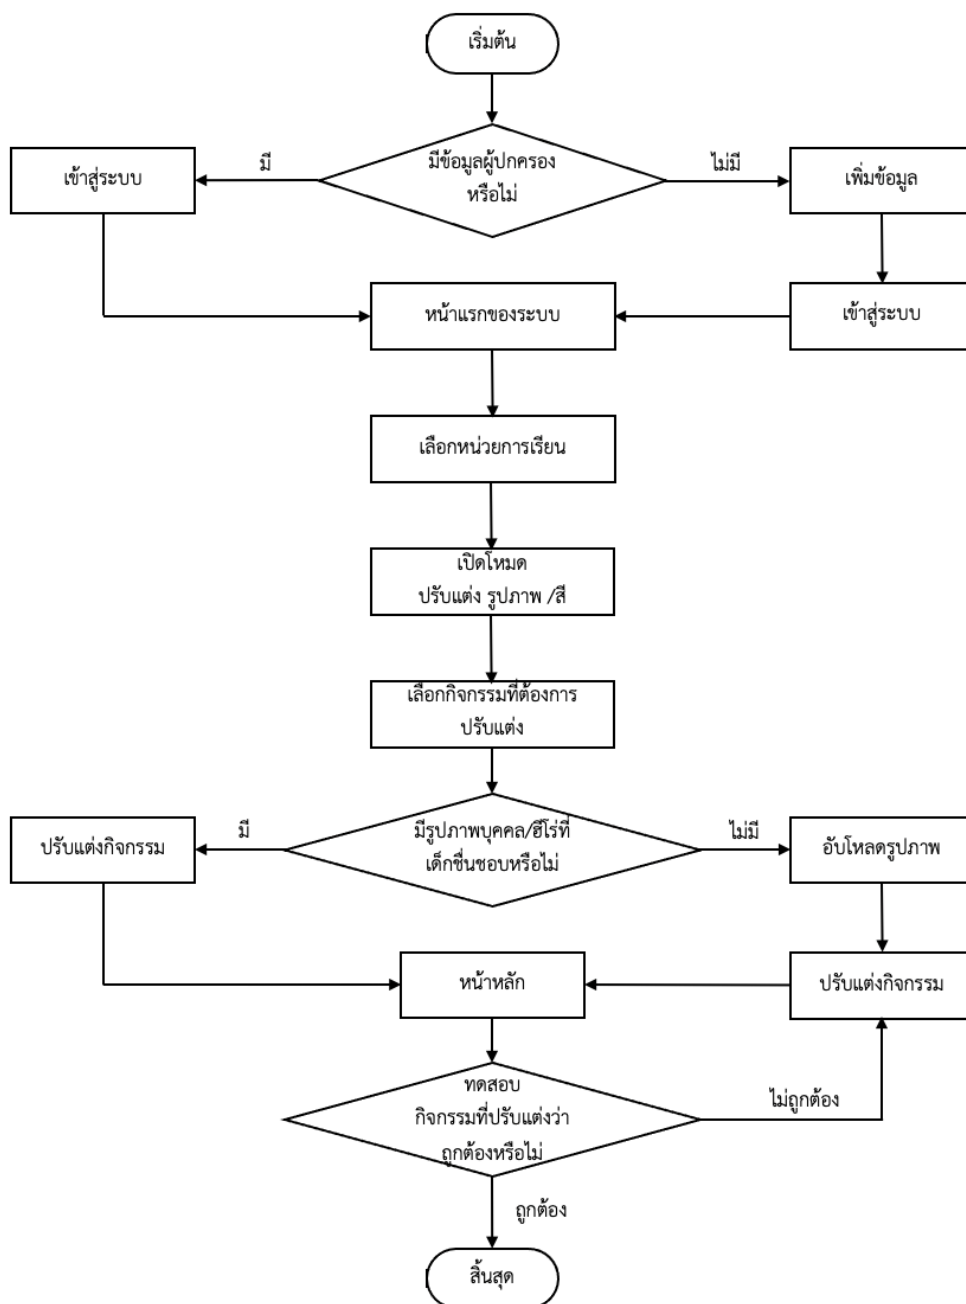 เริ่มต้น
มีข้อมูลผู้ปกครอง
หรือไม่
มี
ไม่มี
เข้าสู่ระบบ
เพิ่มข้อมูล
หน้าแรกของระบบ
เข้าสู่ระบบ
เลือกหน่วยการเรียน
เปิดโหมด
ปรับแต่ง รูปภาพ /สี
เลือกกิจกรรมที่ต้องการ
ปรับแต่ง
มีรูปภาพบุคคล/ฮีโร่ที่
เด็กชื่นชอบหรือไม่
มี
ไม่มี
ปรับแต่งกิจกรรม
อับโหลดรูปภาพ
หน้าหลัก
ปรับแต่งกิจกรรม
ทดสอบ
กิจกรรมที่ปรับแต่งว่า
ถูกต้องหรือไม่
ไม่ถูกต้อง
ถูกต้อง
สิ้นสุด